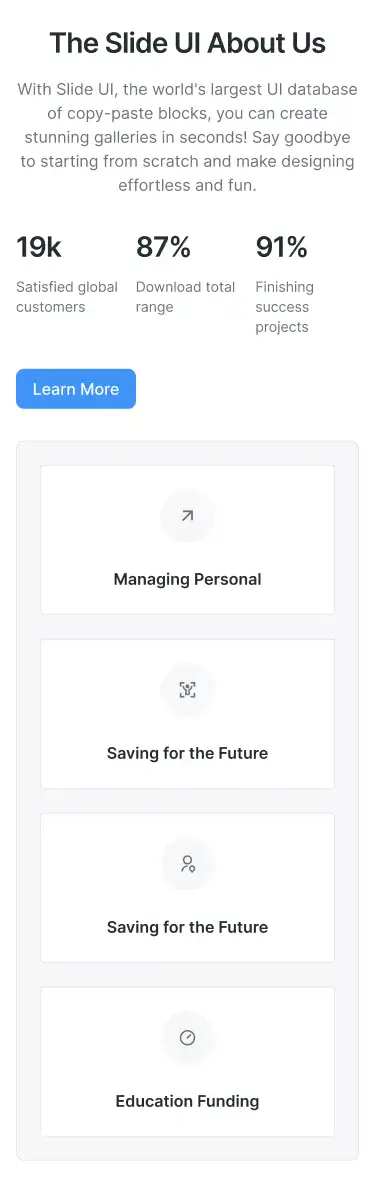 The Slide UI About Us
With Slide UI, the world's largest UI database
of copy-paste blocks, you can create
stunning galleries in seconds! Say goodbye
to starting from scratch and make designing
effortless and fun.
19k
Satisfied global
customers
87%
Download total
range
91%
Finishing
success
projects
Learn More
Managing Personal
Saving for the Future
Saving for the Future
Education Funding